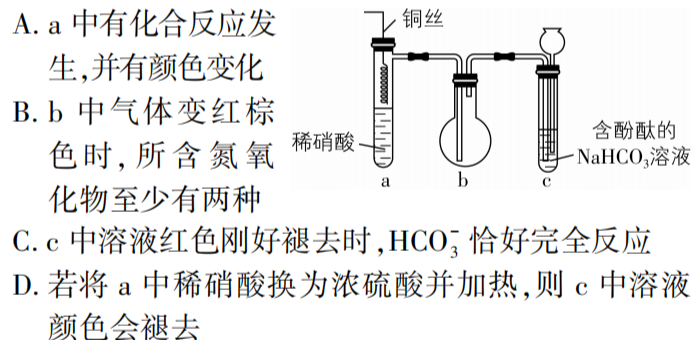 A. a 中有化合反应发
生,并有颜色变化
B. b 中气体变红棕
色时,所含氮氧
化物至少有两种
铜丝
稀硝酸
含酚酞的
NaHCO₃溶液
a b c
C. c 中溶液红色刚好褪去时,HCO₃⁻ 恰好完全反应
D. 若将 a 中稀硝酸换为浓硫酸并加热,则 c 中溶液
颜色会褪去